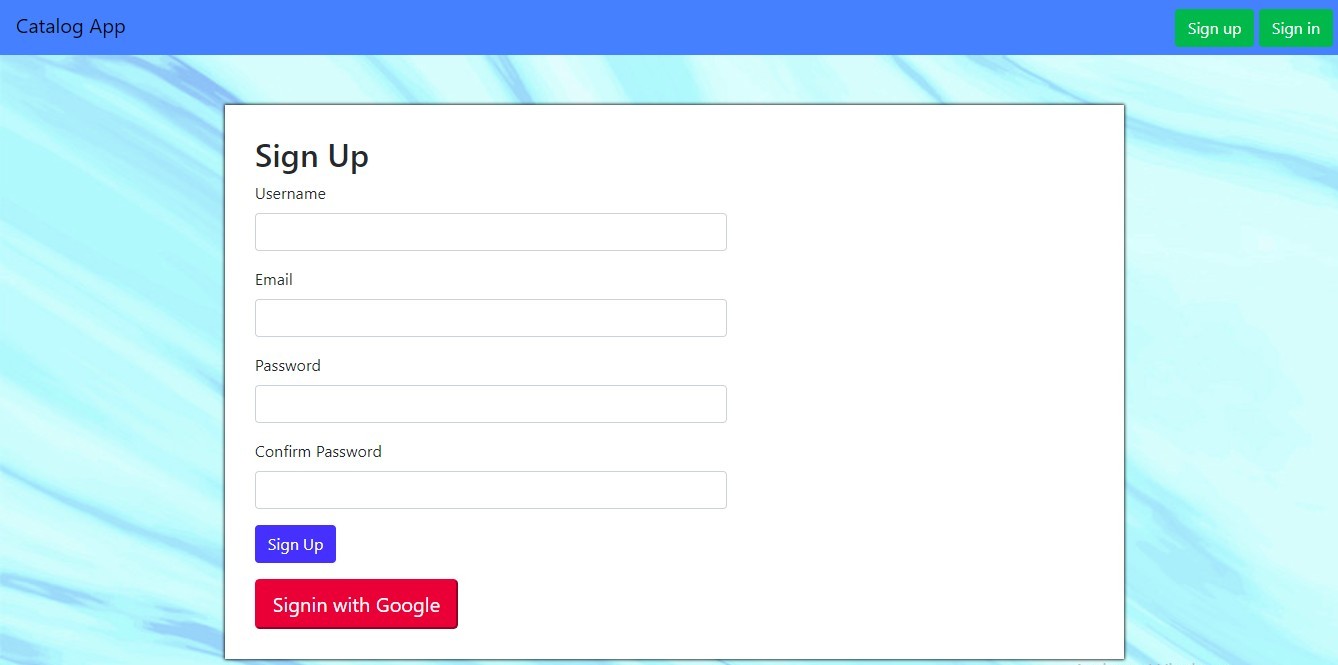 Catalog App
Sign up
Sign in
Sign Up
Username
Email
Password
Confirm Password
Sign Up
Signin with Google